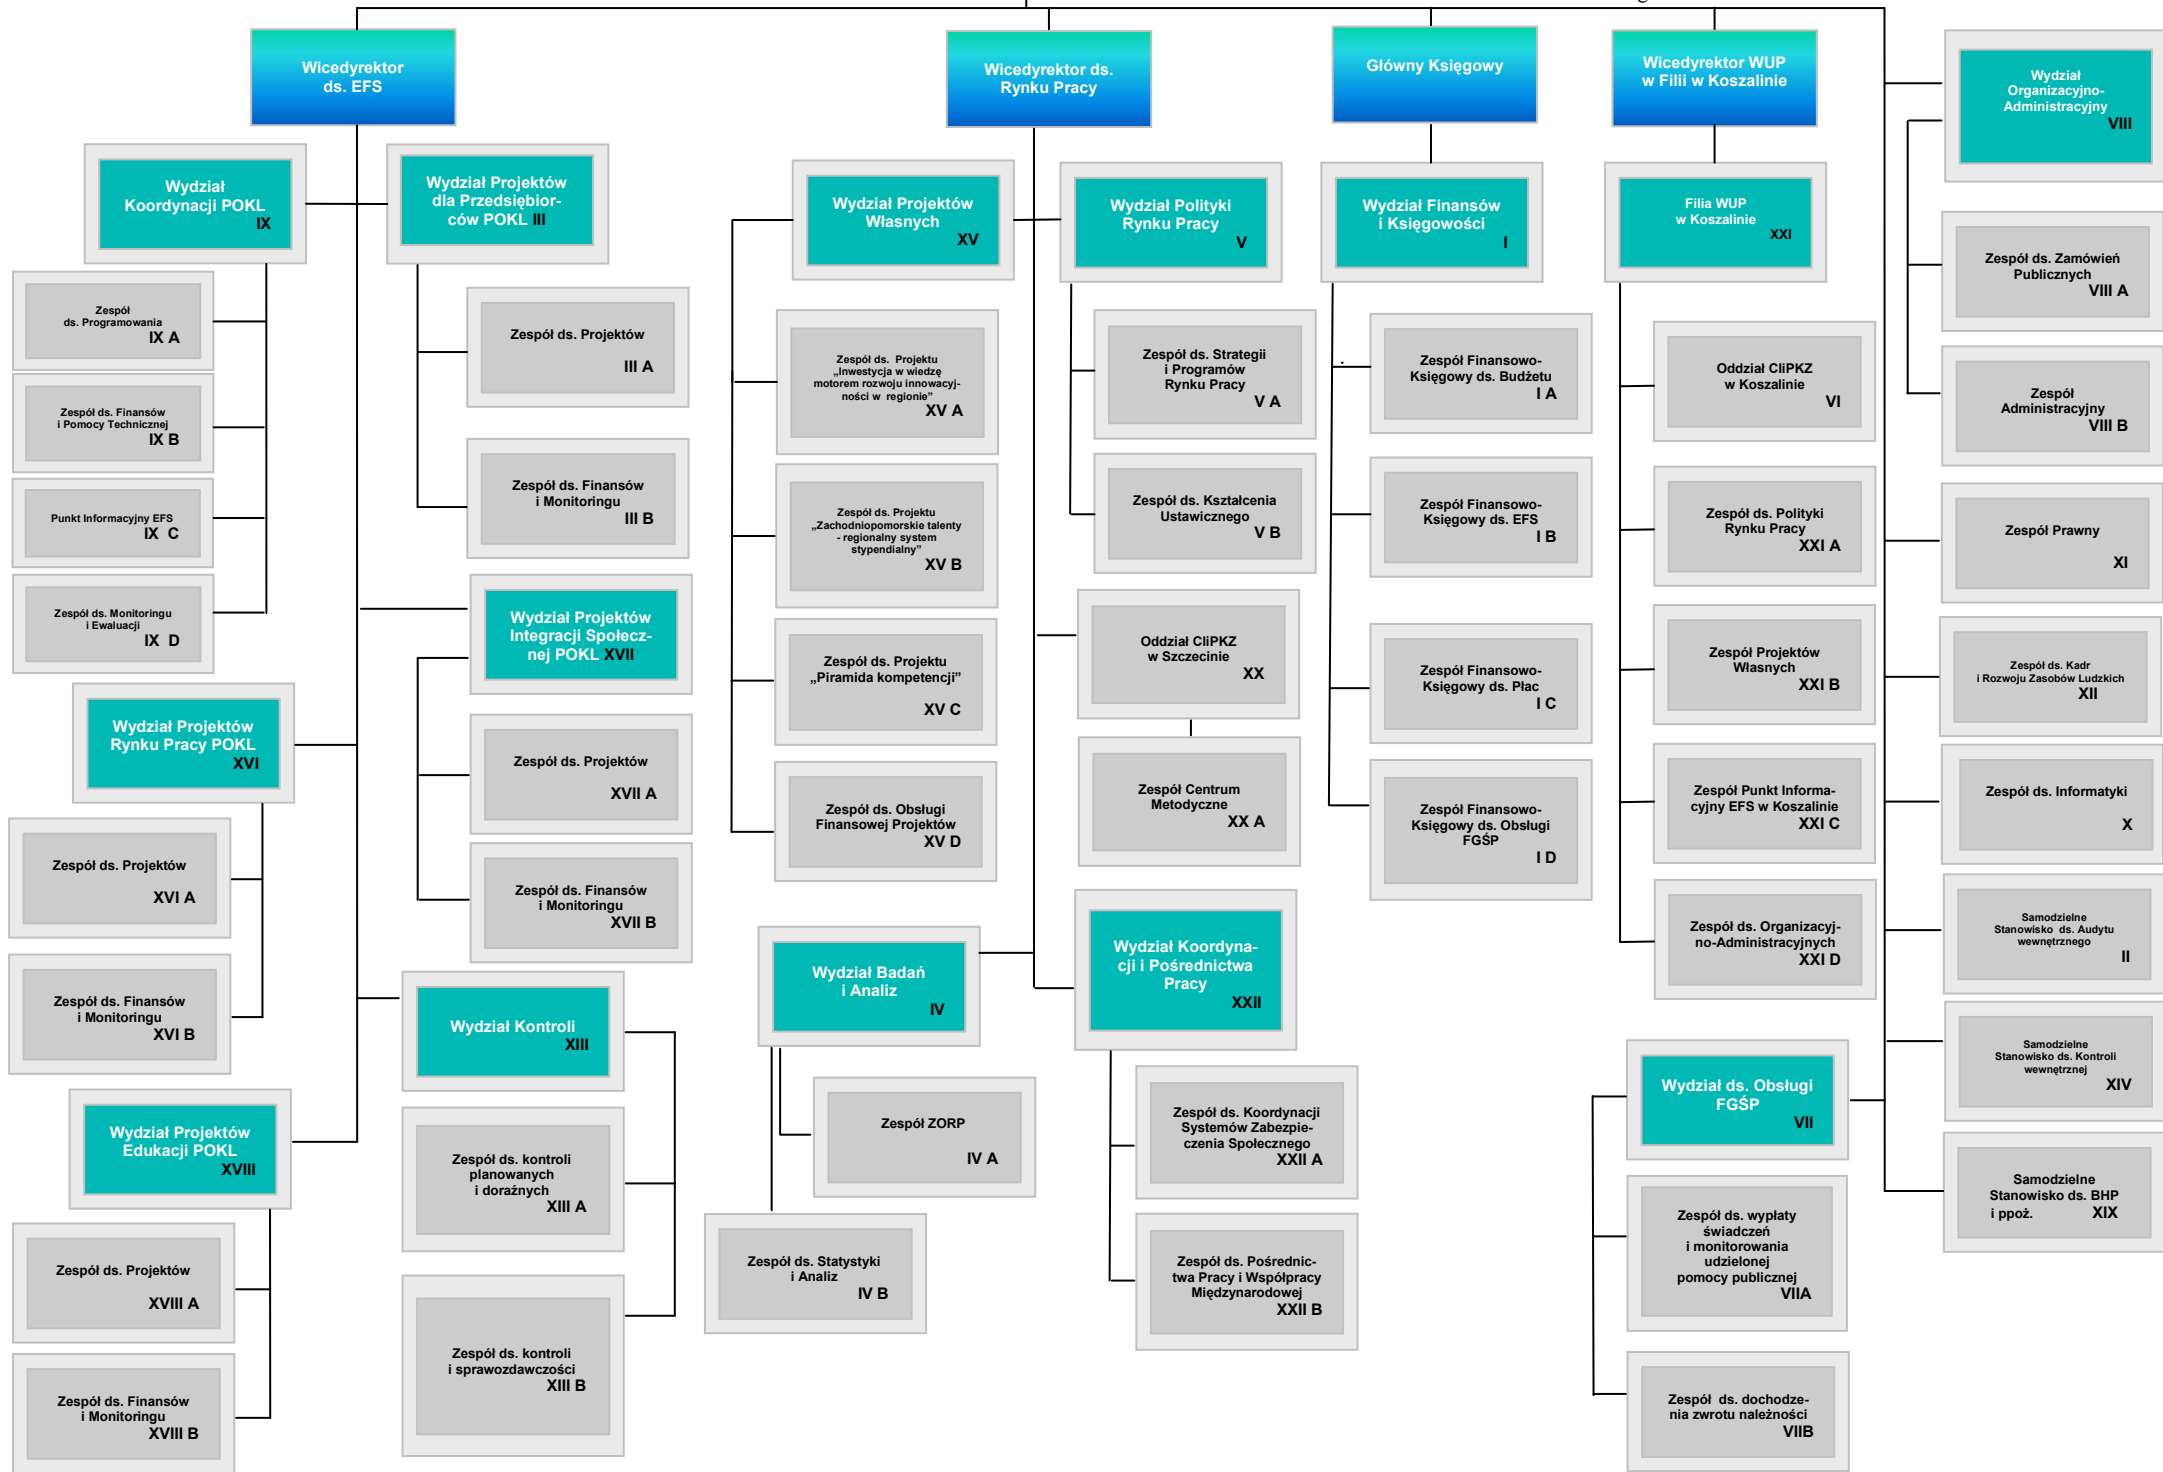 Wicedyrektor
ds. EFS
Wicedyrektor ds.
Rynku Pracy
Główny Księgowy
Wicedyrektor WUP
w Filii w Koszalinie
Wydział
Organizacyjno-
Administracyjny
VIII
Wydział
Koordynacji POKL
IX
Wydział Projektów
dla Przedsiębior-
ców POKL III
Wydział Projektów
Własnych
XV
Wydział Polityki
Rynku Pracy
V
Wydział Finansów
i Księgowości
I
Filia WUP
w Koszalinie
XXI
Zespół
ds. Programowania
IX A
Zespół ds. Finansów
i Pomocy Technicznej
IX B
Punkt Informacyjny EFS
IX C
Zespół ds. Monitoringu
i Ewaluacji
IX D
Zespół ds. Projektów
III A
Zespół ds. Finansów
i Monitoringu
III B
Wydział Projektów
Integracji Społecz-
nej POKL XVII
Zespół ds. Projektów
XVII A
Zespół ds. Finansów
i Monitoringu
XVII B
Wydział Projektów
Rynku Pracy POKL
XVI
Zespół ds. Projektów
XVI A
Zespół ds. Finansów
i Monitoringu
XVI B
Wydział Kontroli
XIII
Zespół ds. kontroli
planowanych
i doraźnych
XIII A
Zespół ds. kontroli
i sprawozdawczości
XIII B
Wydział Projektów
Edukacji POKL
XVIII
Zespół ds. Projektów
XVIII A
Zespół ds. Finansów
i Monitoringu
XVIII B
Zespół ds. Projektu
„Inwestycja w wiedzę
motorem rozwoju innowacyj-
ności w regionie”
XV A
Zespół ds. Projektu
„Zachodniopomorskie talenty
- regionalny system
stypendialny”
XV B
Zespół ds. Projektu
„Piramida kompetencji”
XV C
Zespół ds. Obsługi
Finansowej Projektów
XV D
Zespół ds. Strategii
i Programów
Rynku Pracy
V A
Zespół ds. Kształcenia
Ustawicznego
V B
Oddział CIiPKZ
w Szczecinie
XX
Zespół Centrum
Metodyczne
XX A
Wydział Badań
i Analiz
IV
Zespół ZORP
IV A
Zespół ds. Statystyki
i Analiz
IV B
Wydział Koordyna-
cji i Pośrednictwa
Pracy
XXII
Zespół ds. Koordynacji
Systemów Zabezpie-
czenia Społecznego
XXII A
Zespół ds. Pośrednic-
twa Pracy i Współpracy
Międzynarodowej
XXII B
Zespół Finansowo-
Księgowy ds. Budżetu
I A
Zespół Finansowo-
Księgowy ds. EFS
I B
Zespół Finansowo-
Księgowy ds. Płac
I C
Zespół Finansowo-
Księgowy ds. Obsługi
FGŚP
I D
Oddział CIiPKZ
w Koszalinie
VI
Zespół ds. Polityki
Rynku Pracy
XXI A
Zespół Projektów
Własnych
XXI B
Zespół Punkt Informa-
cyjny EFS w Koszalinie
XXI C
Zespół ds. Organizacyj-
no-Administracyjnych
XXI D
Wydział ds. Obsługi
FGŚP
VII
Zespół ds. wypłaty
świadczeń
i monitorowania
udzielonej
pomocy publicznej
VIIA
Zespół ds. dochodze-
nia zwrotu należności
VIIB
Zespół ds. Zamówień
Publicznych
VIII A
Zespół
Administracyjny
VIII B
Zespół Prawny
XI
Zespół ds. Kadr
i Rozwoju Zasobów Ludzkich
XII
Zespół ds. Informatyki
X
Samodzielne
Stanowisko ds. Audytu
wewnętrznego
II
Samodzielne
Stanowisko ds. Kontroli
wewnętrznej
XIV
Samodzielne
Stanowisko ds. BHP
i ppoż. XIX